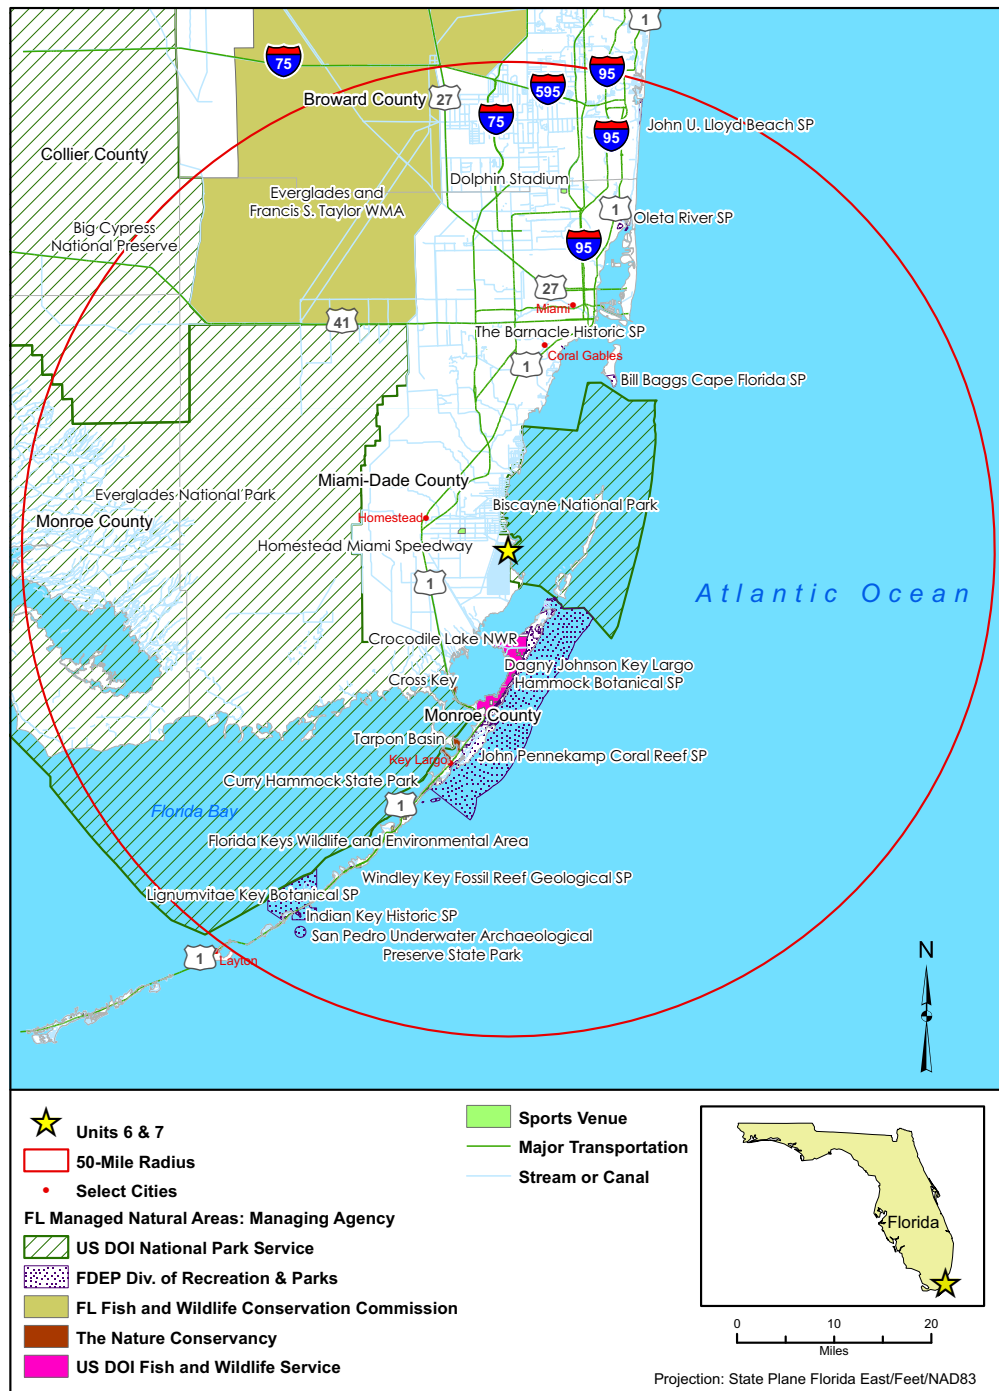 1
75
95
595
Broward County
27
75
95
John U. Lloyd Beach SP
Collier County
Dolphin Stadium
Everglades and
Francis S. Taylor WMA
1
Oleta River SP
Big Cypress
National Preserve
95
27
Miami
41
The Barnacle Historic SP
Coral Gables
1
Bill Baggs Cape Florida SP
Miami-Dade County
Everglades National Park
Biscayne National Park
Monroe County
Homestead
Homestead Miami Speedway
1
Atlantic Ocean
Crocodile Lake NWR
Dagny Johnson Key Largo
Hammock Botanical SP
Cross Key
Monroe County
Tarpon Basin
Key Largo
John Pennekamp Coral Reef SP
Curry Hammock State Park
1
Florida Bay
Florida Keys Wildlife and Environmental Area
Windley Key Fossil Reef Geological SP
Lignumvitae Key Botanical SP
Indian Key Historic SP
San Pedro Underwater Archaeological
Preserve State Park
1
Layton
N
Units 6 & 7
50-Mile Radius
Select Cities
FL Managed Natural Areas: Managing Agency
US DOI National Park Service
FDEP Div. of Recreation & Parks
FL Fish and Wildlife Conservation Commission
The Nature Conservancy
US DOI Fish and Wildlife Service
Sports Venue
Major Transportation
Stream or Canal
Florida
0 10 20
Miles
Projection: State Plane Florida East/Feet/NAD83